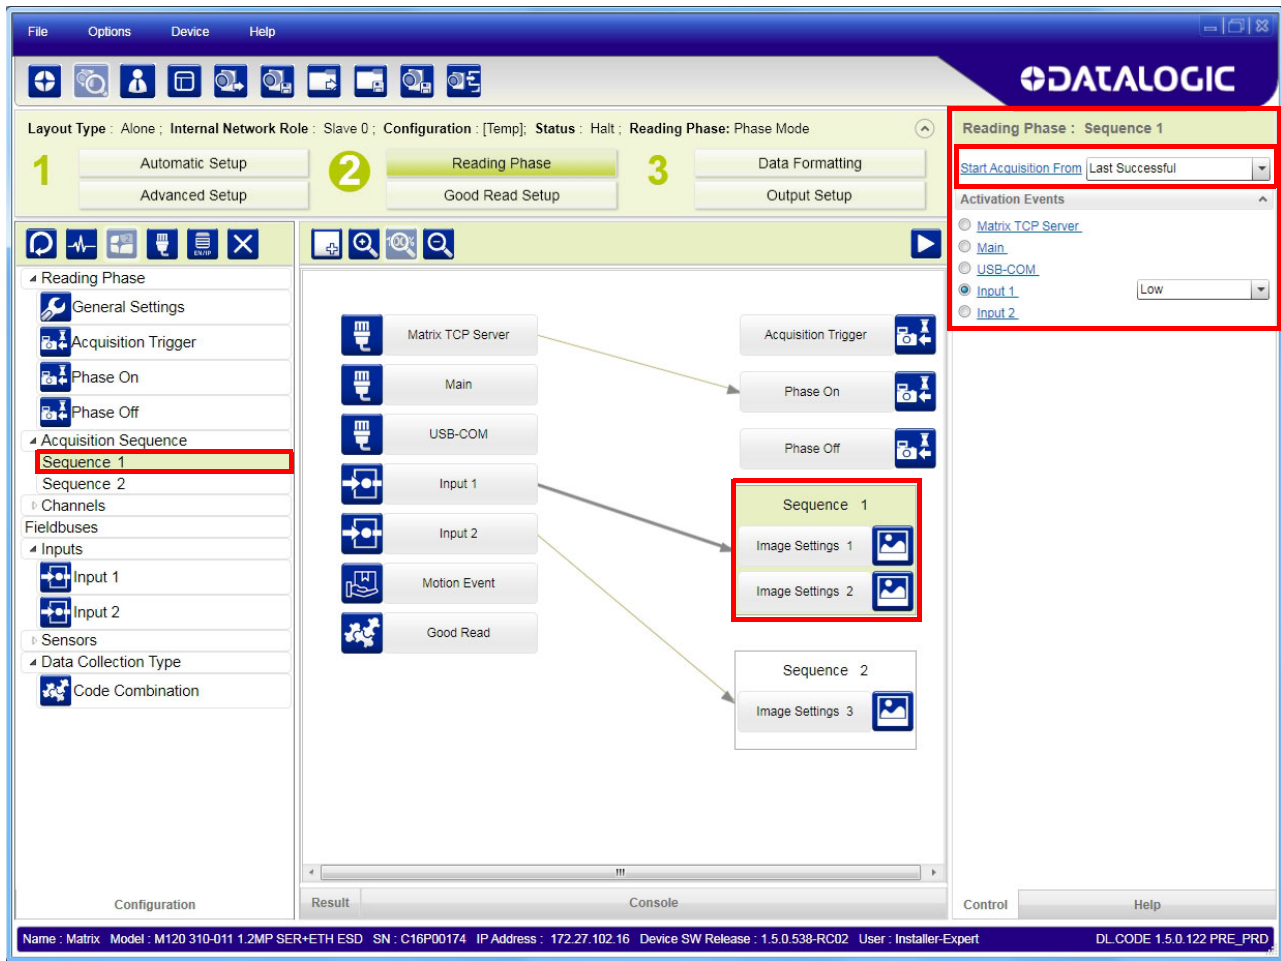 File Options Device Help
DATALOGIC
Layout Type : Alone ; Internal Network Role : Slave 0 ; Configuration : [Temp]; Status : Halt ; Reading Phase: Phase Mode
1 Automatic Setup 2 Reading Phase 3 Data Formatting
Advanced Setup Good Read Setup Output Setup
EN/IP
Reading Phase
General Settings
Acquisition Trigger
Phase On
Phase Off
Acquisition Sequence
Sequence 1
Sequence 2
Channels
Fieldbuses
Inputs
Input 1
Input 2
Sensors
Data Collection Type
Code Combination
Configuration
100%
Matrix TCP Server
Main
USB-COM
Input 1
Input 2
Motion Event
Good Read
Acquisition Trigger
Phase On
Phase Off
Sequence 1
Image Settings 1
Image Settings 2
Sequence 2
Image Settings 3
Result Console
Reading Phase : Sequence 1
Start Acquisition From Last Successful
Activation Events
Matrix TCP Server
Main
USB-COM
Input 1 Low
Input 2
Control Help
Name : Matrix Model : M120 310-011 1.2MP SER+ETH ESD SN : C16P00174 IP Address : 172.27.102.16 Device SW Release : 1.5.0.538-RC02 User : Installer-Expert DL.CODE 1.5.0.122 PRE_PRD